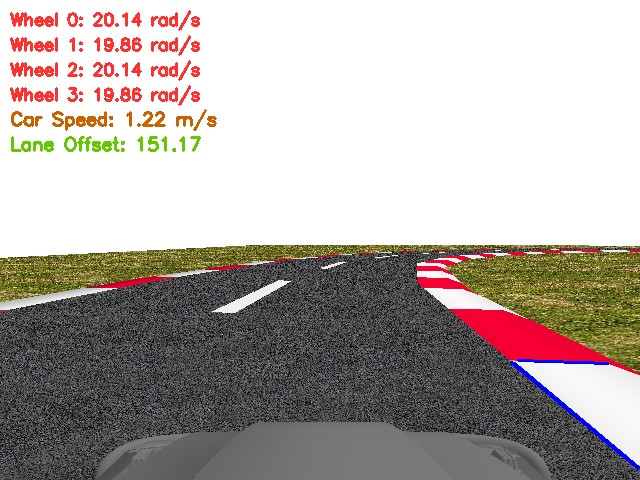 Wheel 0: 20.14 rad/s
Wheel 1: 19.86 rad/s
Wheel 2: 20.14 rad/s
Wheel 3: 19.86 rad/s
Car Speed: 1.22 m/s
Lane Offset: 151.17